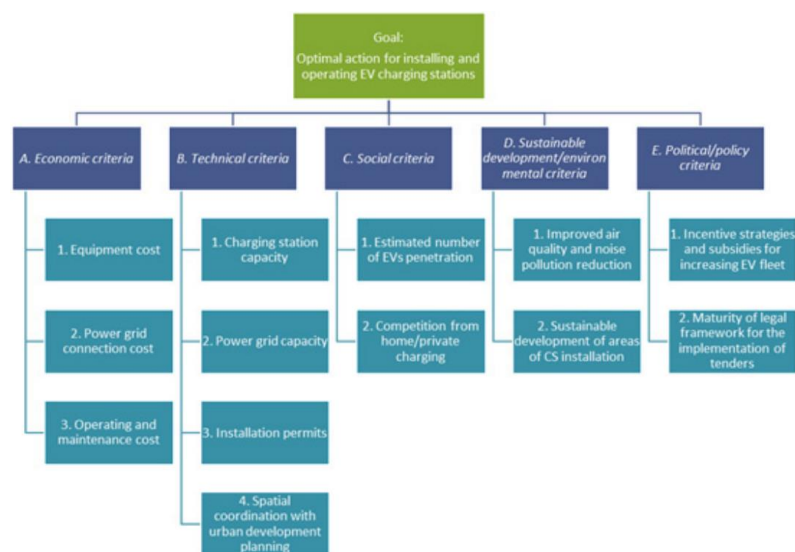 Goal:
Optimal action for installing and
operating EV charging stations
A. Economic criteria
B. Technical criteria
C. Social criteria
D. Sustainable
development/environ
mental criteria
E. Political/policy
criteria
1. Equipment cost
1. Charging station
capacity
1. Estimated number
of EVs penetration
1. Improved air
quality and noise
pollution reduction
1. Incentive strategies
and subsidies for
increasing EV fleet
2. Power grid
connection cost
2. Power grid capacity
2. Competition from
home/private
charging
2. Sustainable
development of areas
of CS installation
2. Maturity of legal
framework for the
implementation of
tenders
3. Operating and
maintenance cost
3. Installation permits
4. Spatial
coordination with
urban development
planning